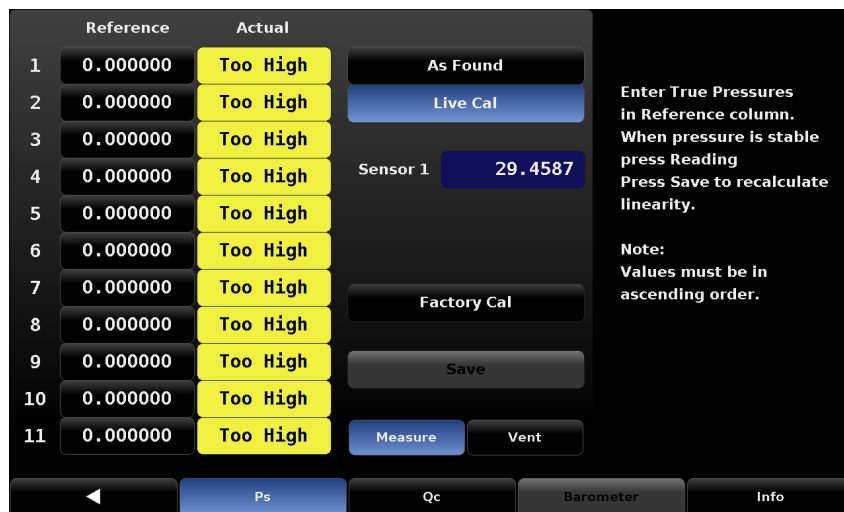 Reference Actual
1 0.000000 Too High
2 0.000000 Too High
3 0.000000 Too High
4 0.000000 Too High
5 0.000000 Too High
6 0.000000 Too High
7 0.000000 Too High
8 0.000000 Too High
9 0.000000 Too High
10 0.000000 Too High
11 0.000000 Too High
As Found
Live Cal
Sensor 1 29.4587
Factory Cal
Save
Measure Vent
Enter True Pressures
in Reference column.
When pressure is stable
press Reading
Press Save to recalculate
linearity.
Note:
Values must be in
ascending order.
Ps Qc Barometer Info